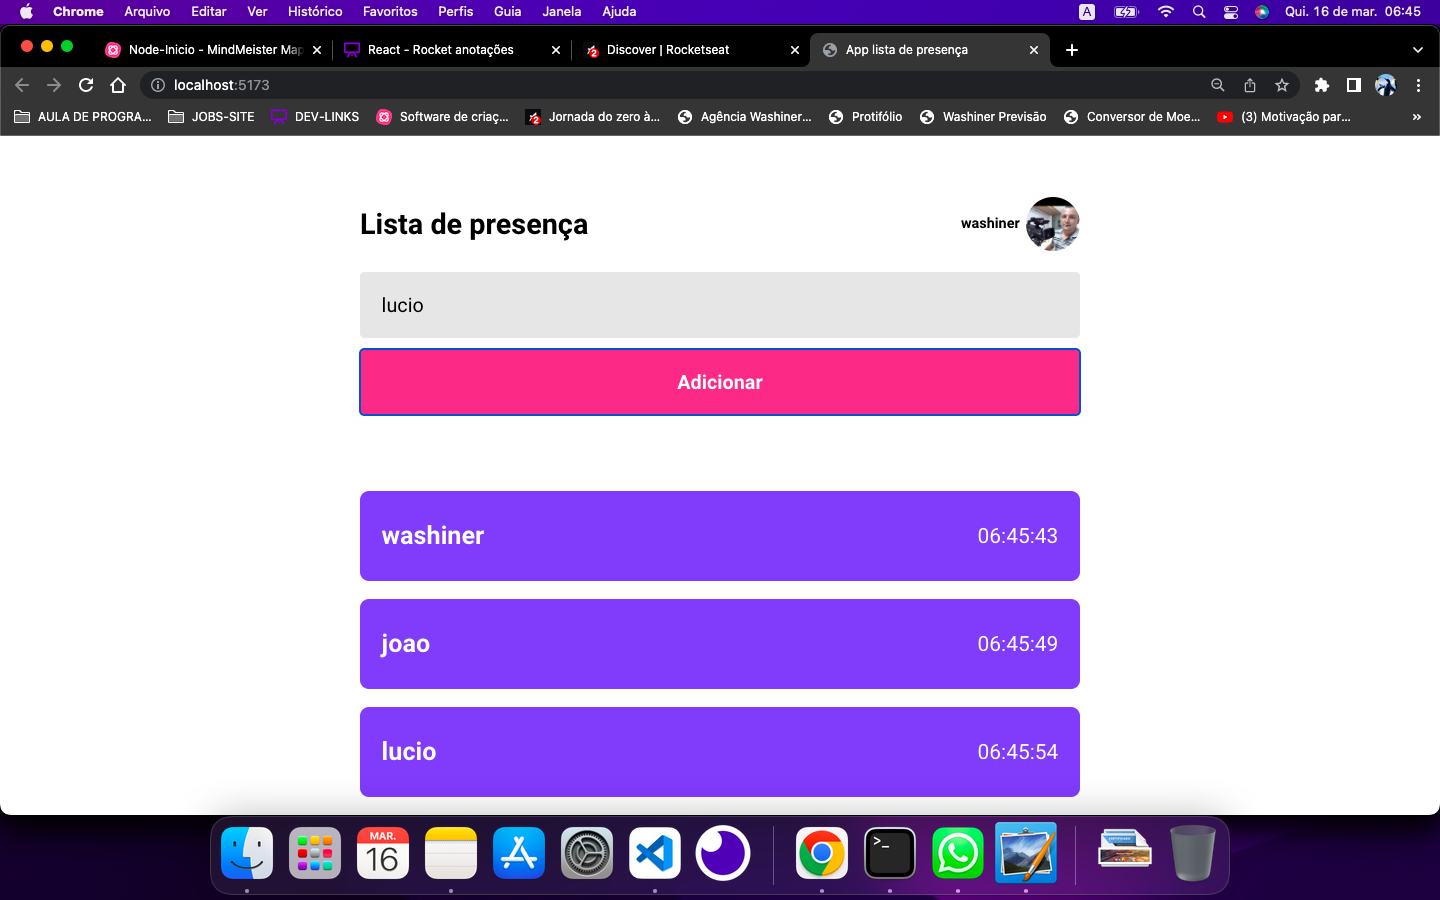 Chrome Arquivo Editar Ver Histórico Favoritos Perfis Guia Janela Ajuda A Qui. 16 de mar. 06:45
Node-Inicio - MindMeister Map React - Rocket anotações Discover | Rocketseat App lista de presença
localhost:5173
AULA DE PROGRA... JOBS-SITE DEV-LINKS Software de criaç... Jornada do zero à... Agência Washiner... Protifólio Washiner Previsão Conversor de Moe... (3) Motivação par... »
Lista de presença washiner
lucio
Adicionar
washiner 06:45:43
joao 06:45:49
lucio 06:45:54
MAR.
16
>_